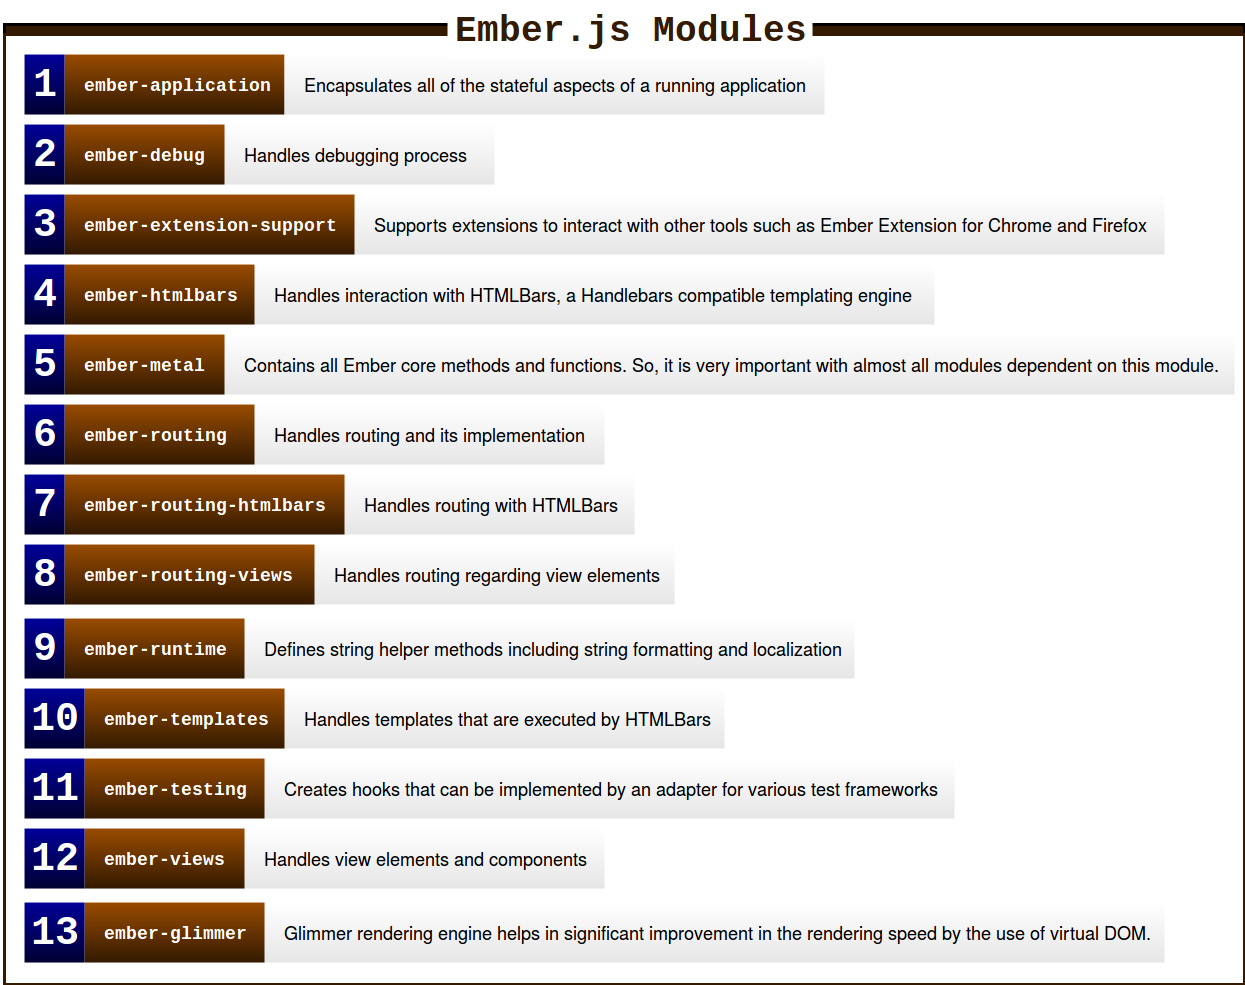 Ember.js Modules
1 ember-application Encapsulates all of the stateful aspects of a running application
2 ember-debug Handles debugging process
3 ember-extension-support Supports extensions to interact with other tools such as Ember Extension for Chrome and Firefox
4 ember-htmlbars Handles interaction with HTMLBars, a Handlebars compatible templating engine
5 ember-metal Contains all Ember core methods and functions. So, it is very important with almost all modules dependent on this module.
6 ember-routing Handles routing and its implementation
7 ember-routing-htmlbars Handles routing with HTMLBars
8 ember-routing-views Handles routing regarding view elements
9 ember-runtime Defines string helper methods including string formatting and localization
10 ember-templates Handles templates that are executed by HTMLBars
11 ember-testing Creates hooks that can be implemented by an adapter for various test frameworks
12 ember-views Handles view elements and components
13 ember-glimmer Glimmer rendering engine helps in significant improvement in the rendering speed by the use of virtual DOM.